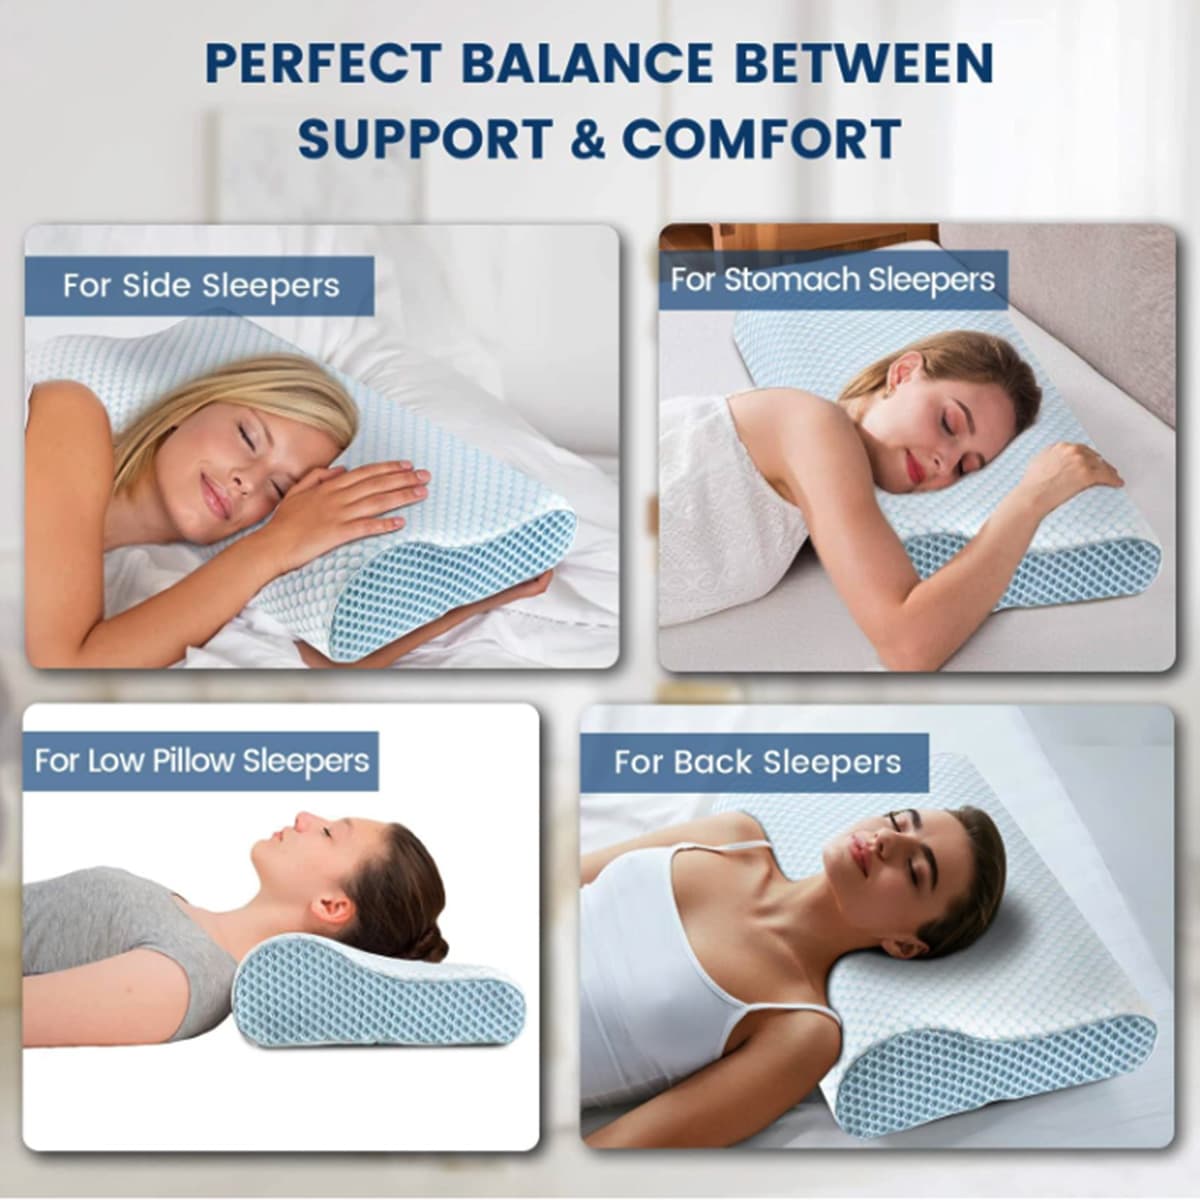 PERFECT BALANCE BETWEEN
SUPPORT & COMFORT
For Side Sleepers
For Stomach Sleepers
For Low Pillow Sleepers
For Back Sleepers